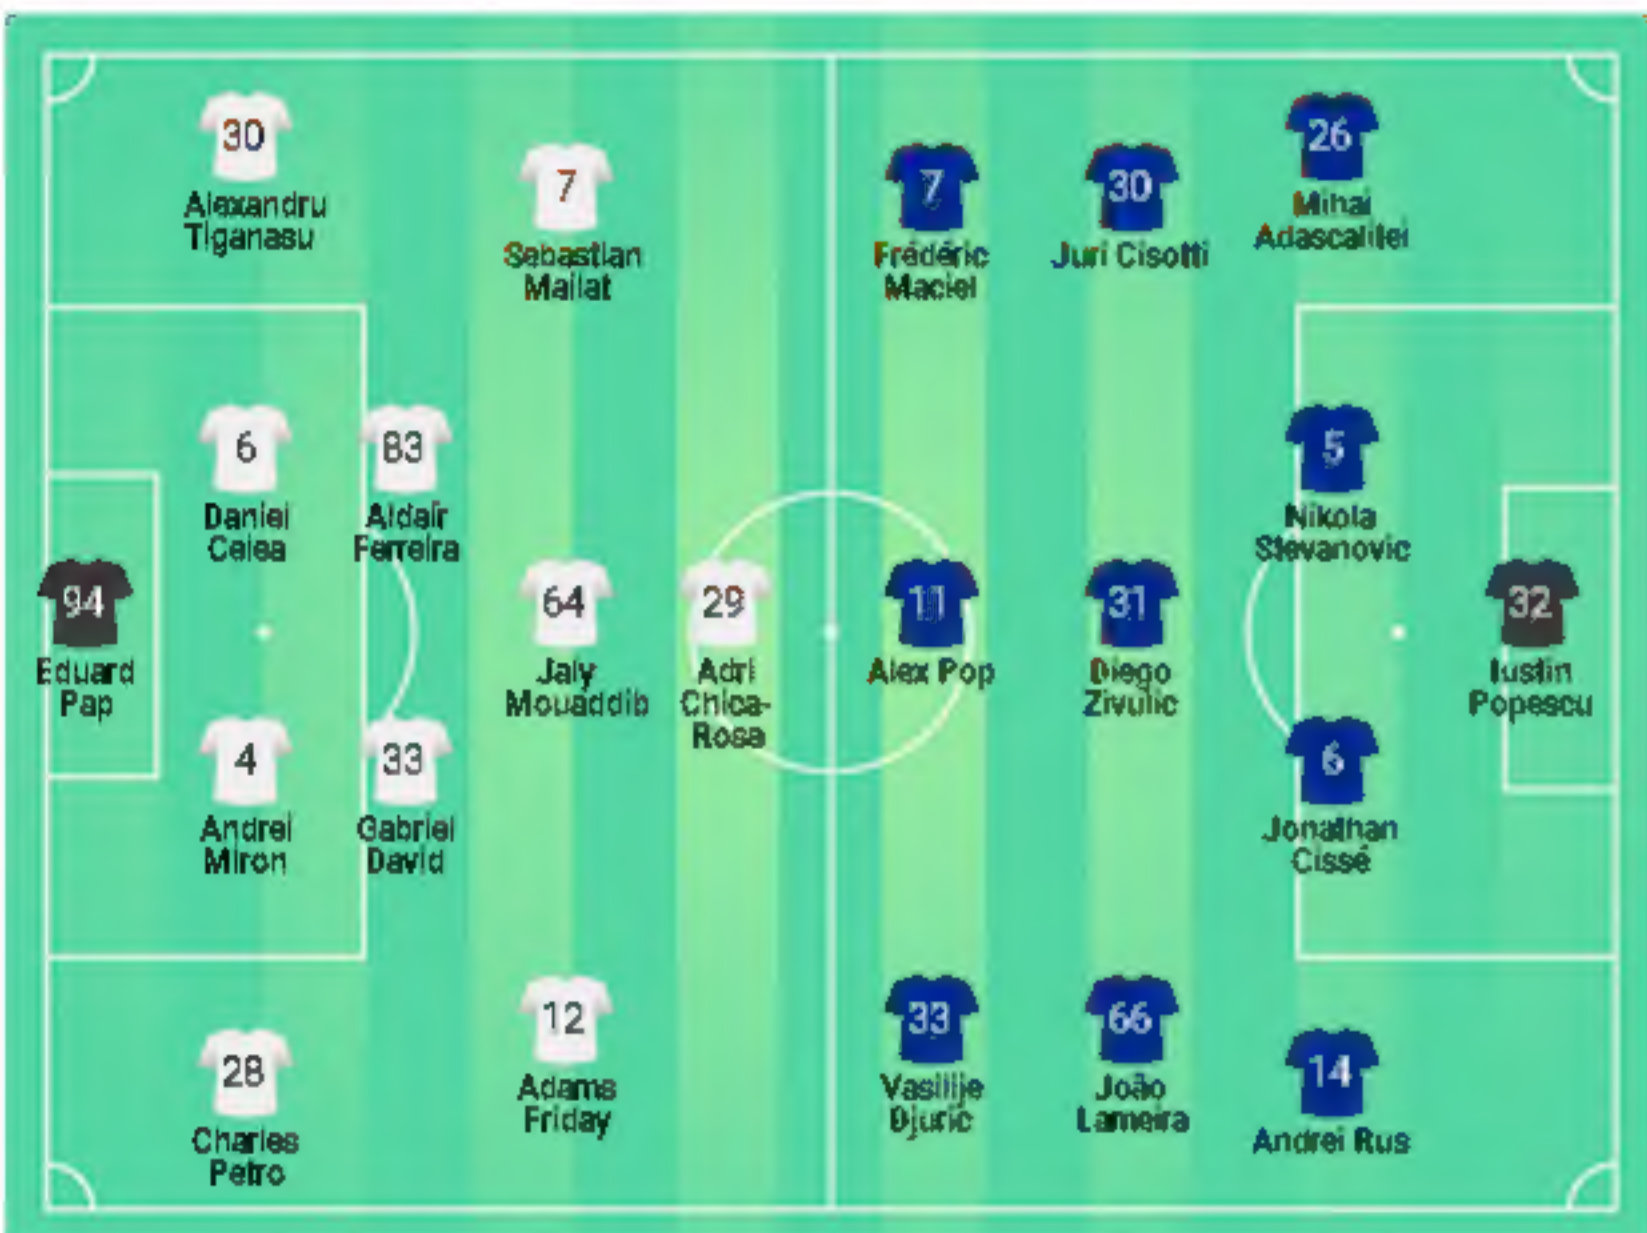 30
Alexandru
Tiganasu
7
Sebastian
Mailat
7
Frédéric
Maciel
30
Juri Cisotti
26
Mihai
Adascalitei
6
Daniel
Celea
83
Aldair
Ferreira
5
Nikola
Stevanovic
94
Eduard
Pap
64
Jaly
Mouaddib
29
Adri
Chica-
Rosa
11
Alex Pop
31
Diego
Zivulic
32
Iustin
Popescu
4
Andrei
Miron
33
Gabriel
David
6
Jonathan
Cissé
28
Charles
Petro
12
Adams
Friday
33
Vasilije
Djuric
66
João
Lameira
14
Andrei Rus